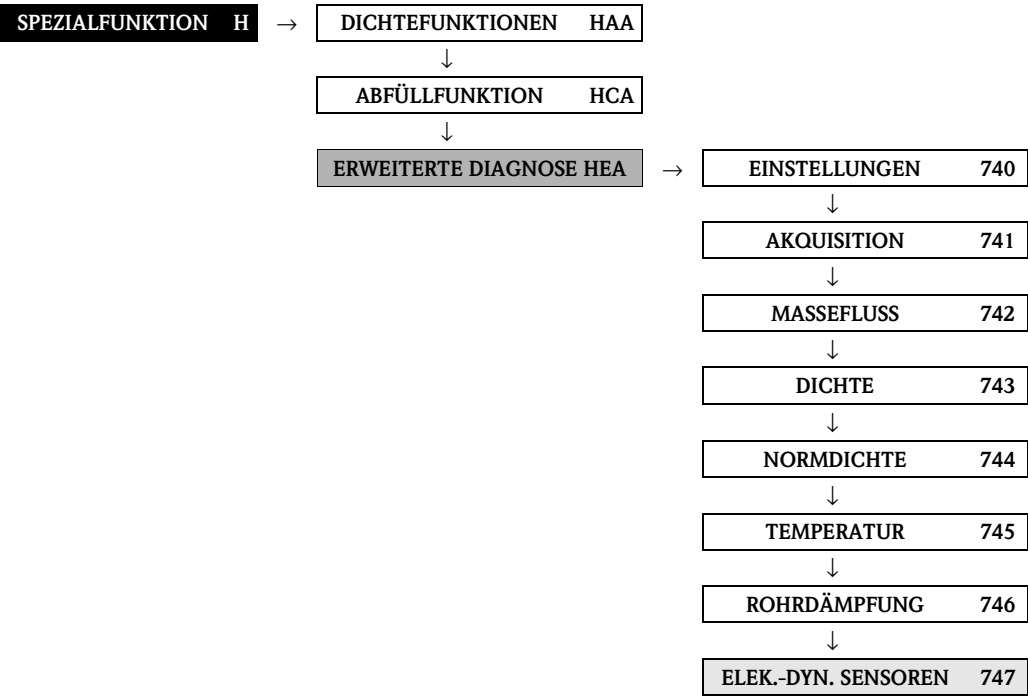 SPEZIALFUNKTION H → DICHTEFUNKTIONEN HAA
↓
ABFÜLLFUNKTION HCA
↓
ERWEITERTE DIAGNOSE HEA → EINSTELLUNGEN 740
↓
AKQUISITION 741
↓
MASSEFLUSS 742
↓
DICHTE 743
↓
NORMDICHTE 744
↓
TEMPERATUR 745
↓
ROHRDÄMPFUNG 746
↓
ELEK.-DYN. SENSOREN 747